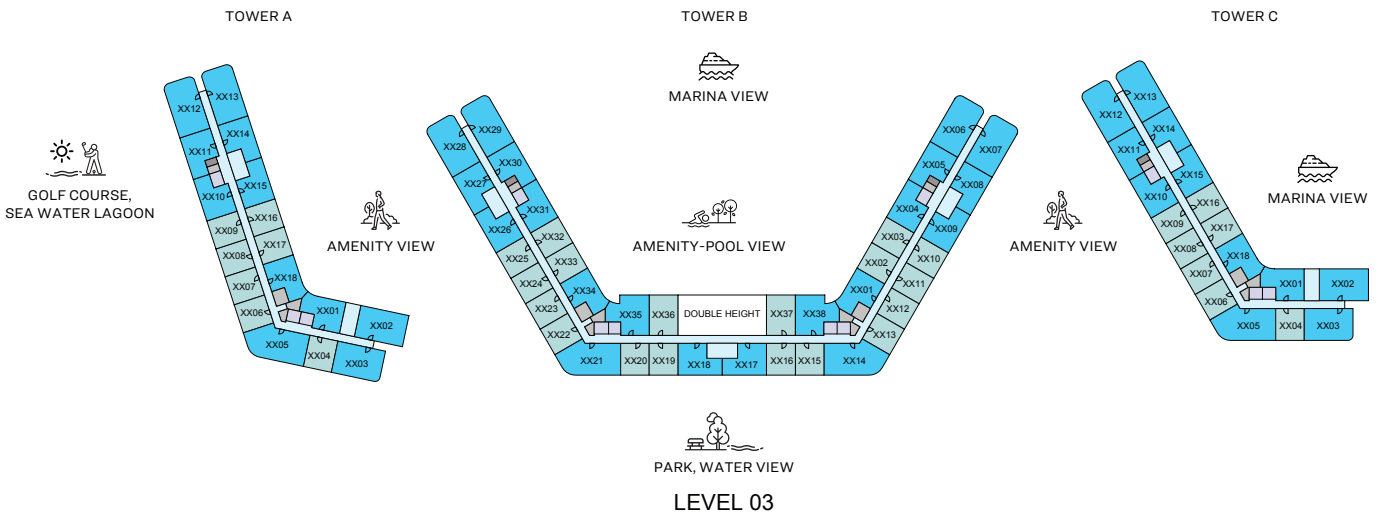 TOWER A
TOWER B
TOWER C
MARINA VIEW
GOLF COURSE,
SEA WATER LAGOON
AMENITY VIEW
AMENITY-POOL VIEW
AMENITY VIEW
MARINA VIEW
XX12
XX13
XX14
XX11
XX15
XX10
XX16
XX09
XX17
XX08
XX18
XX07
XX06
XX01
XX02
XX05
XX04
XX03
XX28
XX29
XX30
XX27
XX31
XX26
XX32
XX25
XX33
XX24
XX34
XX23
XX22
XX35
XX36
DOUBLE HEIGHT
XX37
XX38
XX21
XX20
XX19
XX18
XX17
XX16
XX15
XX14
XX06
XX07
XX05
XX08
XX04
XX09
XX03
XX10
XX02
XX11
XX01
XX12
XX13
XX12
XX13
XX14
XX11
XX15
XX10
XX16
XX09
XX17
XX08
XX18
XX07
XX06
XX01
XX02
XX05
XX04
XX03
PARK, WATER VIEW
LEVEL 03